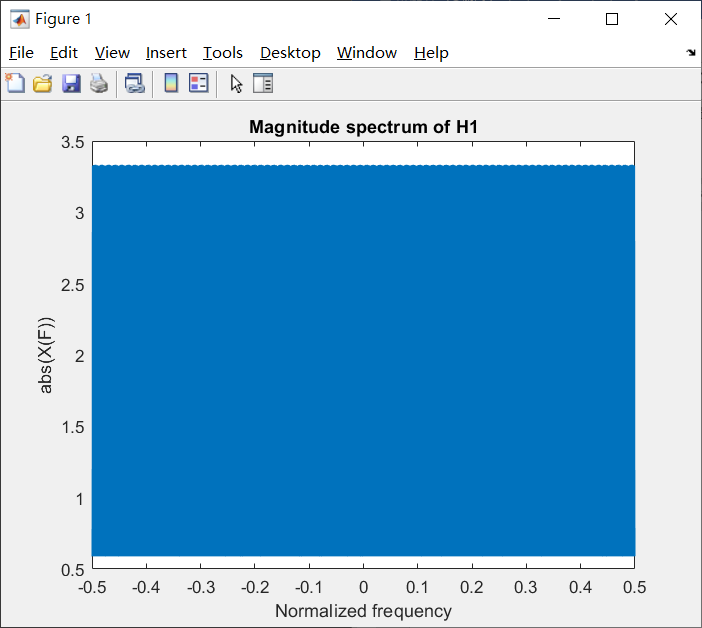 Figure 1
File Edit View Insert Tools Desktop Window Help
Magnitude spectrum of H1
3.5
3
2.5
2
1.5
1
0.5
abs(X(F))
-0.5 -0.4 -0.3 -0.2 -0.1 0 0.1 0.2 0.3 0.4 0.5
Normalized frequency